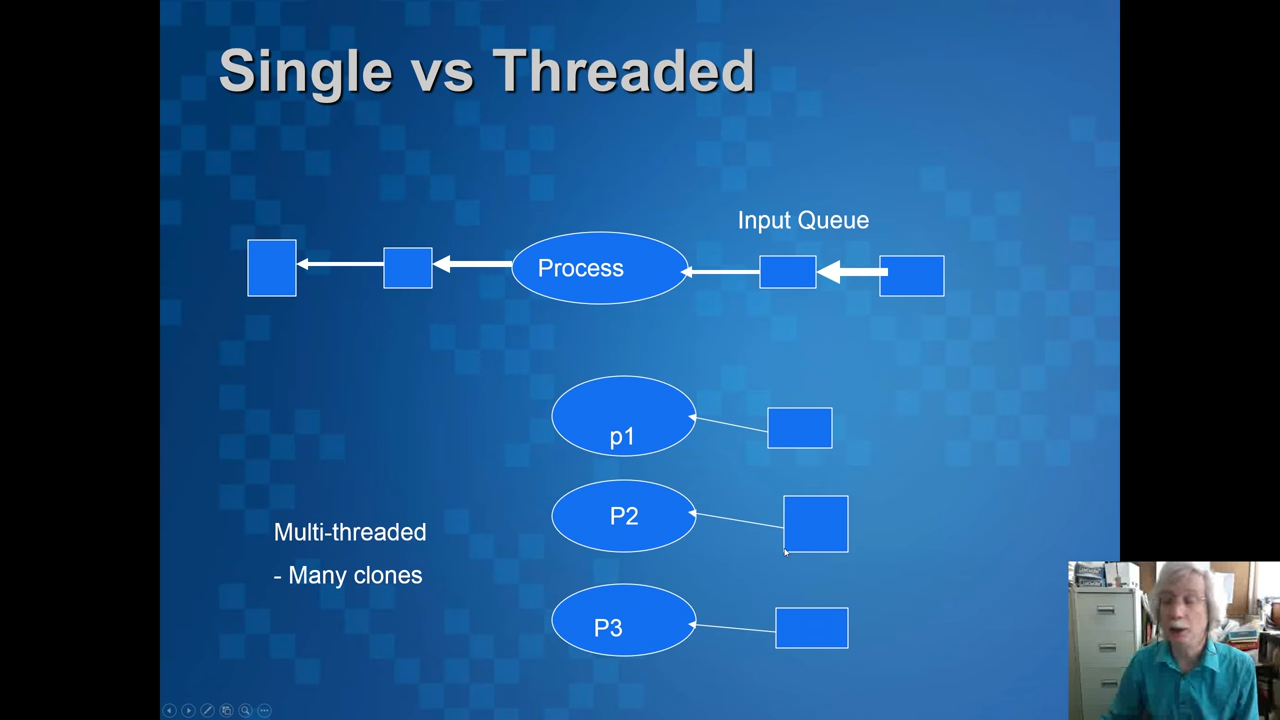 Single vs Threaded
Input Queue
Process
p1
P2
Multi-threaded
- Many clones
P3